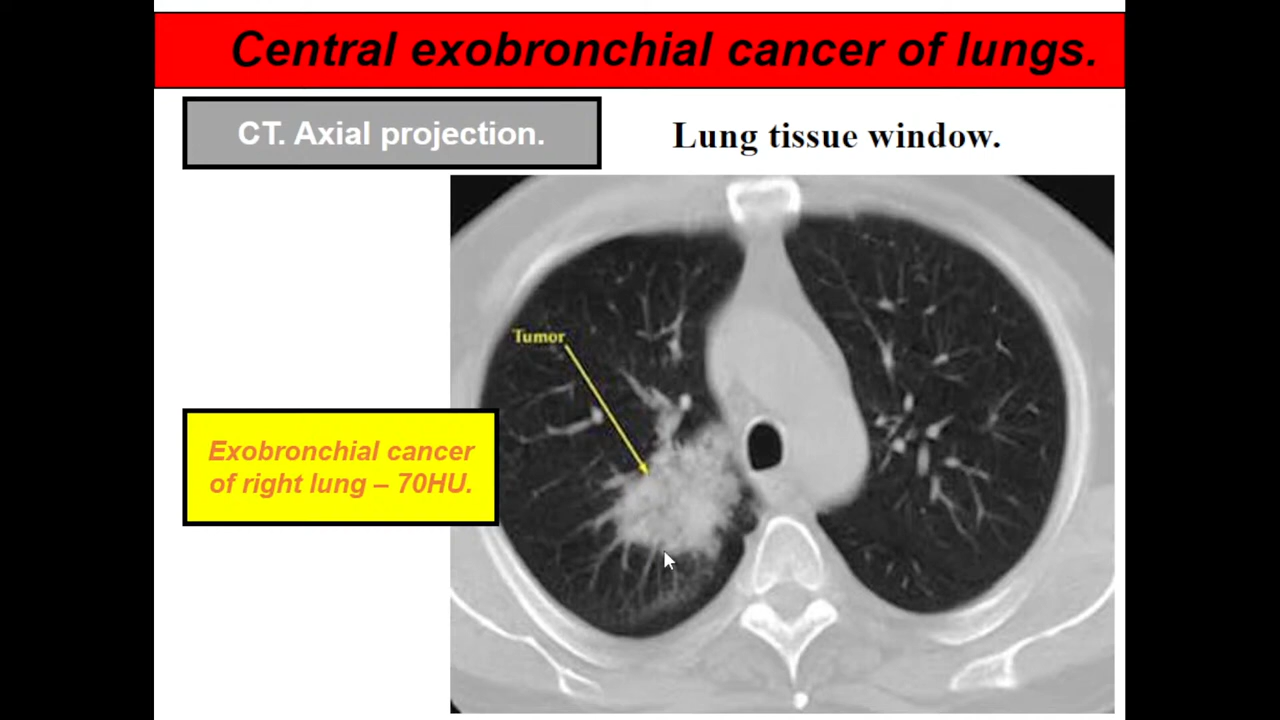 Central exobronchial cancer of lungs.
CT. Axial projection.
Lung tissue window.
Tumor
Exobronchial cancer
of right lung – 70HU.